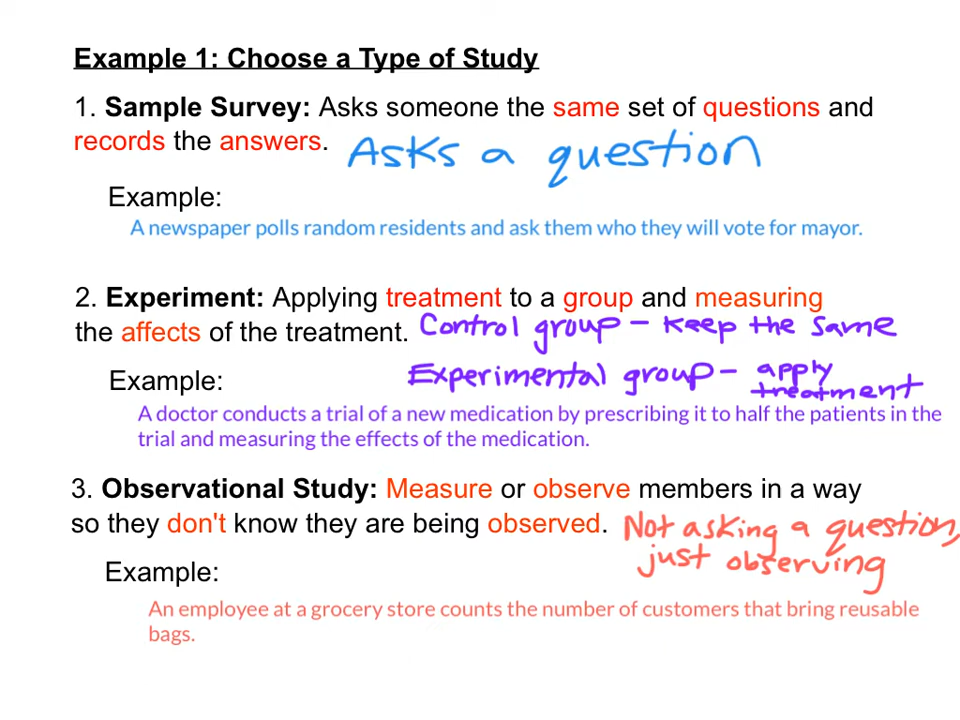 Example 1: Choose a Type of Study
1. Sample Survey: Asks someone the same set of questions and
records the answers.
Asks a question
Example:
A newspaper polls random residents and ask them who they will vote for mayor.
2. Experiment: Applying treatment to a group and measuring
the affects of the treatment.
Control group - keep the same
Experimental group - apply
treatment
Example:
A doctor conducts a trial of a new medication by prescribing it to half the patients in the
trial and measuring the effects of the medication.
3. Observational Study: Measure or observe members in a way
so they don't know they are being observed.
Not asking a question,
just observing
Example:
An employee at a grocery store counts the number of customers that bring reusable
bags.